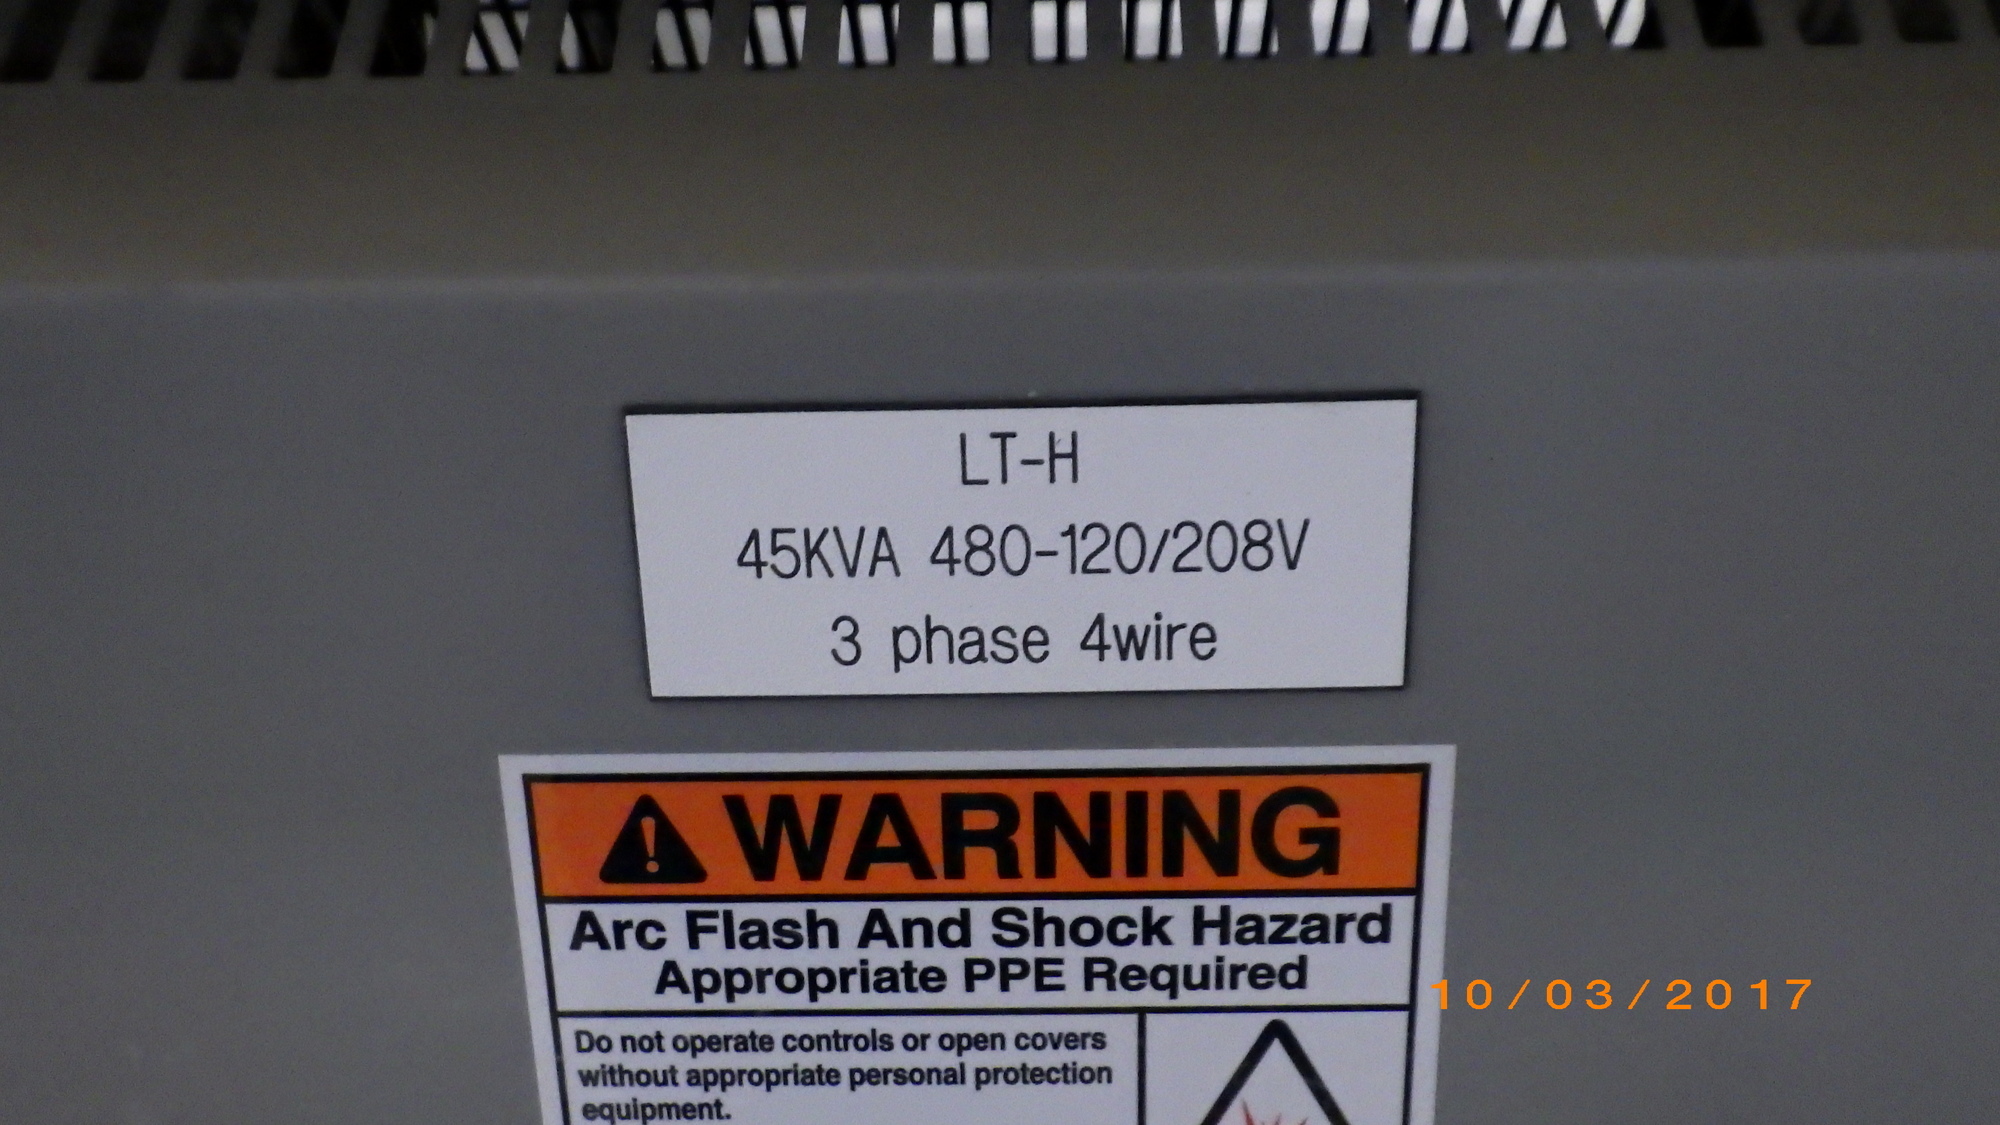 LT-H
45KVA 480-120/208V
3 phase 4wire
WARNING
Arc Flash And Shock Hazard
Appropriate PPE Required
Do not operate controls or open covers
without appropriate personal protection
equipment.
10/03/2017